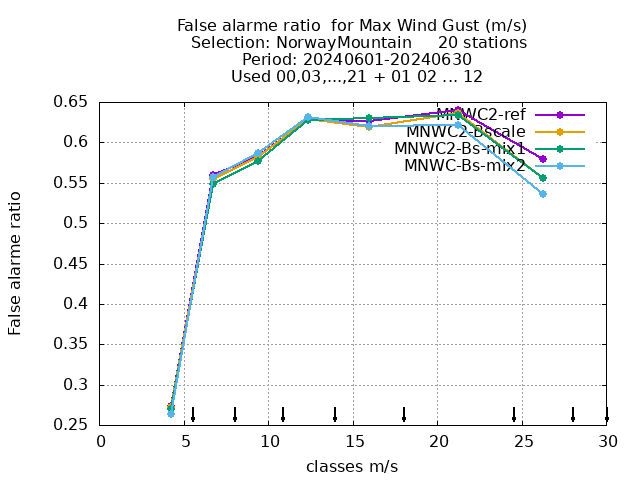 False alarme ratio  for Max Wind Gust (m/s)
Selection: NorwayMountain     20 stations
Period: 20240601-20240630
Used 00,03,...,21 + 01 02 ... 12
MNWC2-ref
MNWC2-Bscale
MNWC2-Bs-mix1
MNWC-Bs-mix2
0.65
0.6
0.55
0.5
0.45
0.4
0.35
0.3
0.25
False alarme ratio
0 5 10 15 20 25 30
classes m/s